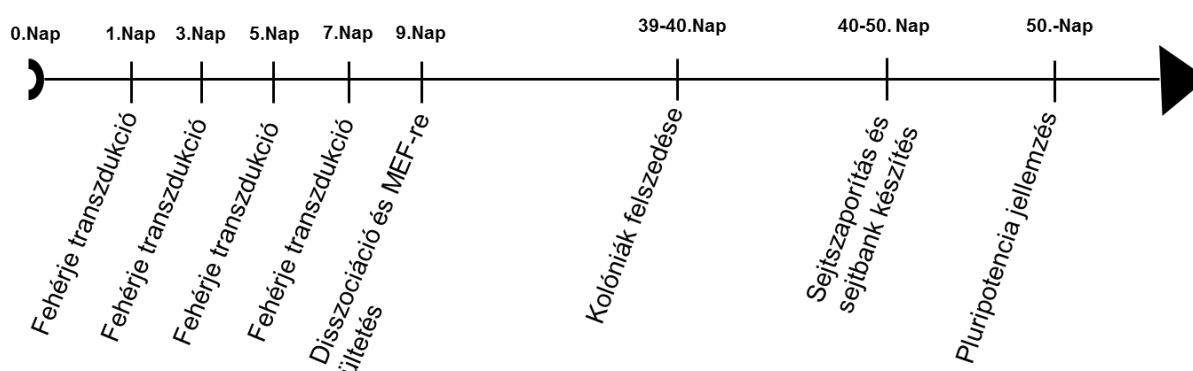 0.Nap
1.Nap
3.Nap
5.Nap
7.Nap
9.Nap
39-40.Nap
40-50. Nap
50.-Nap
Fehérje transzdukció
Fehérje transzdukció
Fehérje transzdukció
Fehérje transzdukció
Disszociáció és MEF-re
ültetés
Kolóniák felszedése
Sejtszaporítás és
sejtbank készítés
Pluripotencia jellemzés